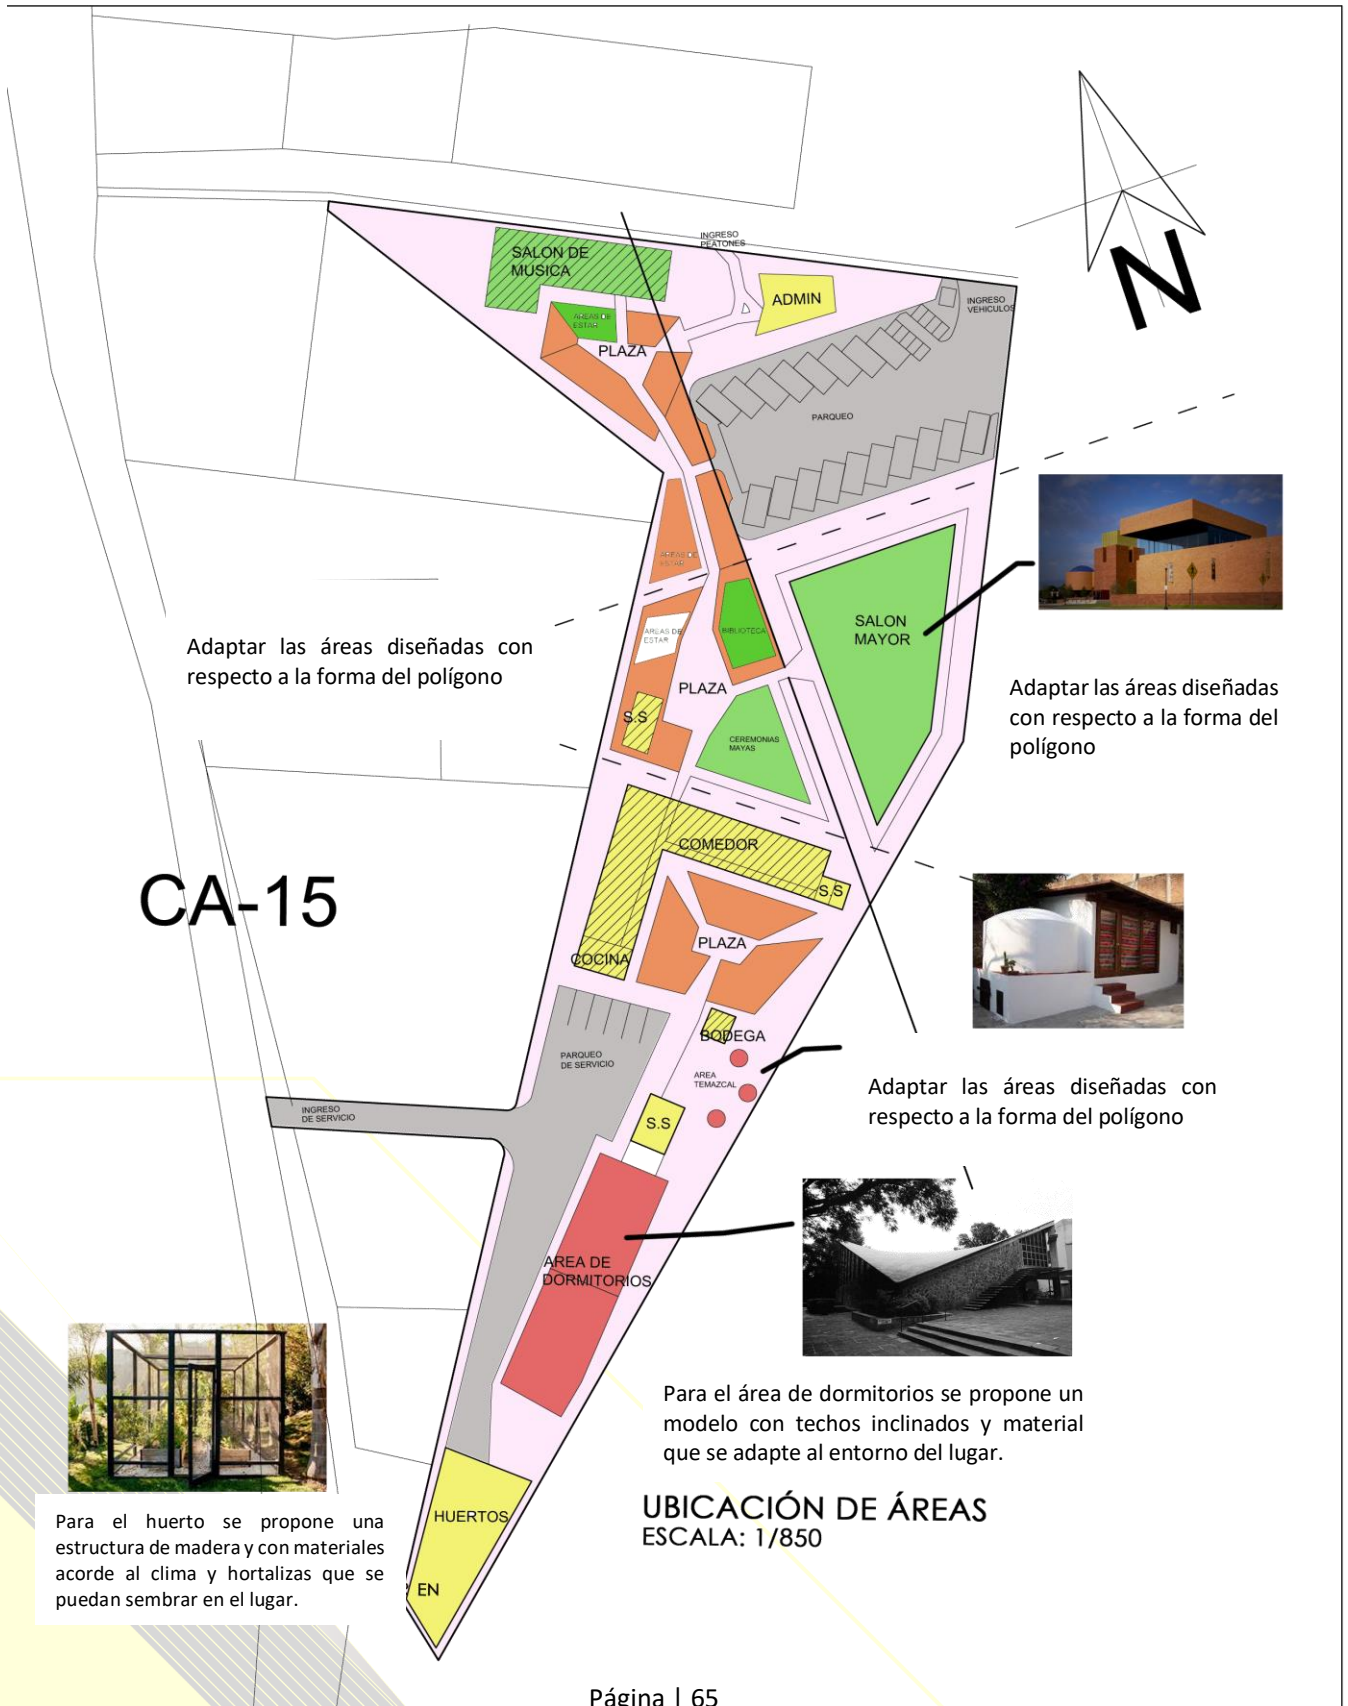 INGRESO
PEATONES
SALON DE
MUSICA
ADMIN
INGRESO
VEHICULOS
AREAS DE
ESTAR
PLAZA
PARQUEO
N
AREAS DE
ESTAR
AREAS DE
ESTAR
BIBLIOTECA
SALON
MAYOR
Adaptar las áreas diseñadas con
respecto a la forma del polígono
PLAZA
S.S
CEREMONIAS
MAYAS
Adaptar las áreas diseñadas
con respecto a la forma del
polígono
COMEDOR
S.S
CA-15
PLAZA
COCINA
BODEGA
PARQUEO
DE SERVICIO
AREA
TEMAZCAL
Adaptar las áreas diseñadas con
respecto a la forma del polígono
INGRESO
DE SERVICIO
S.S
AREA DE
DORMITORIOS
Para el área de dormitorios se propone un
modelo con techos inclinados y material
que se adapte al entorno del lugar.
HUERTOS
UBICACIÓN DE ÁREAS
ESCALA: 1/850
Para el huerto se propone una
estructura de madera y con materiales
acorde al clima y hortalizas que se
puedan sembrar en el lugar.
EN
Página | 65